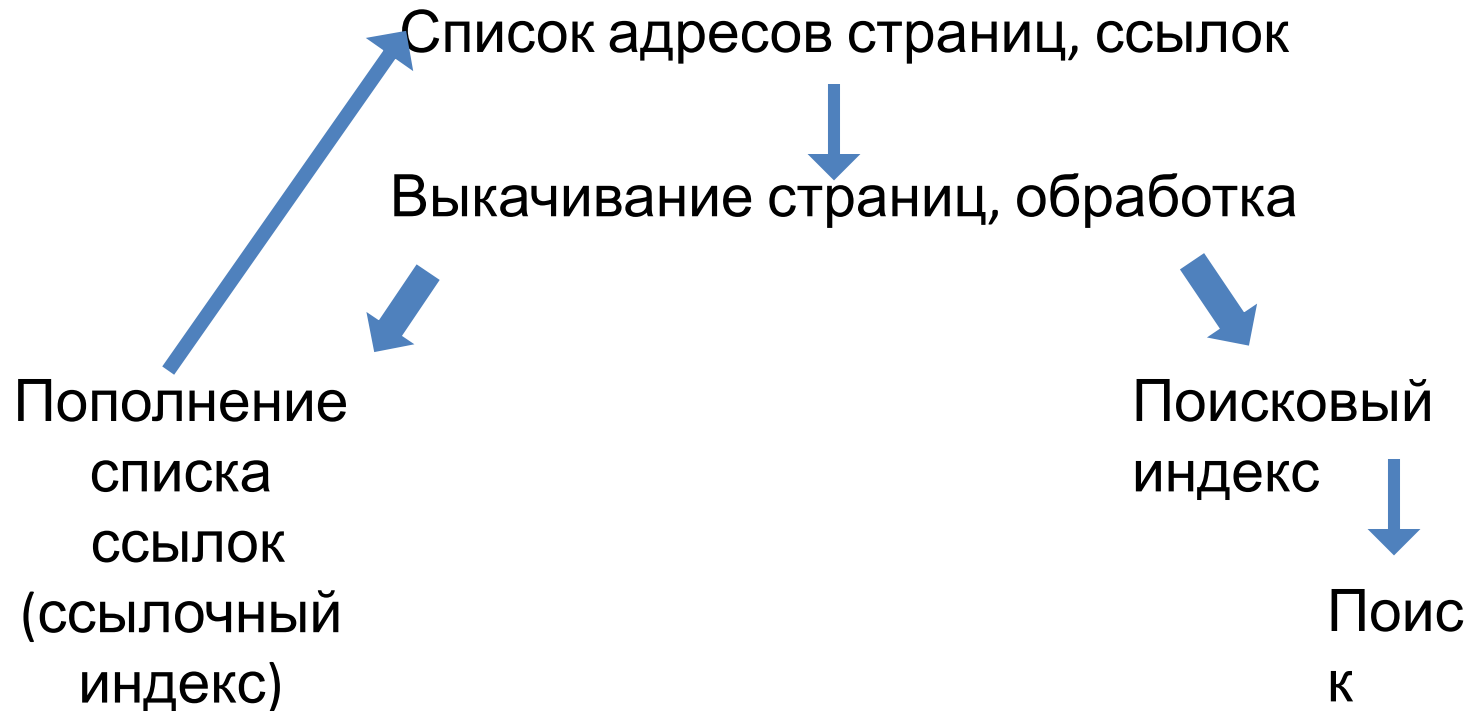 Список адресов страниц, ссылок
Выкачивание страниц, обработка
Пополнение
списка
ссылок
(ссылочный
индекс)
Поисковый
индекс
Поис
к